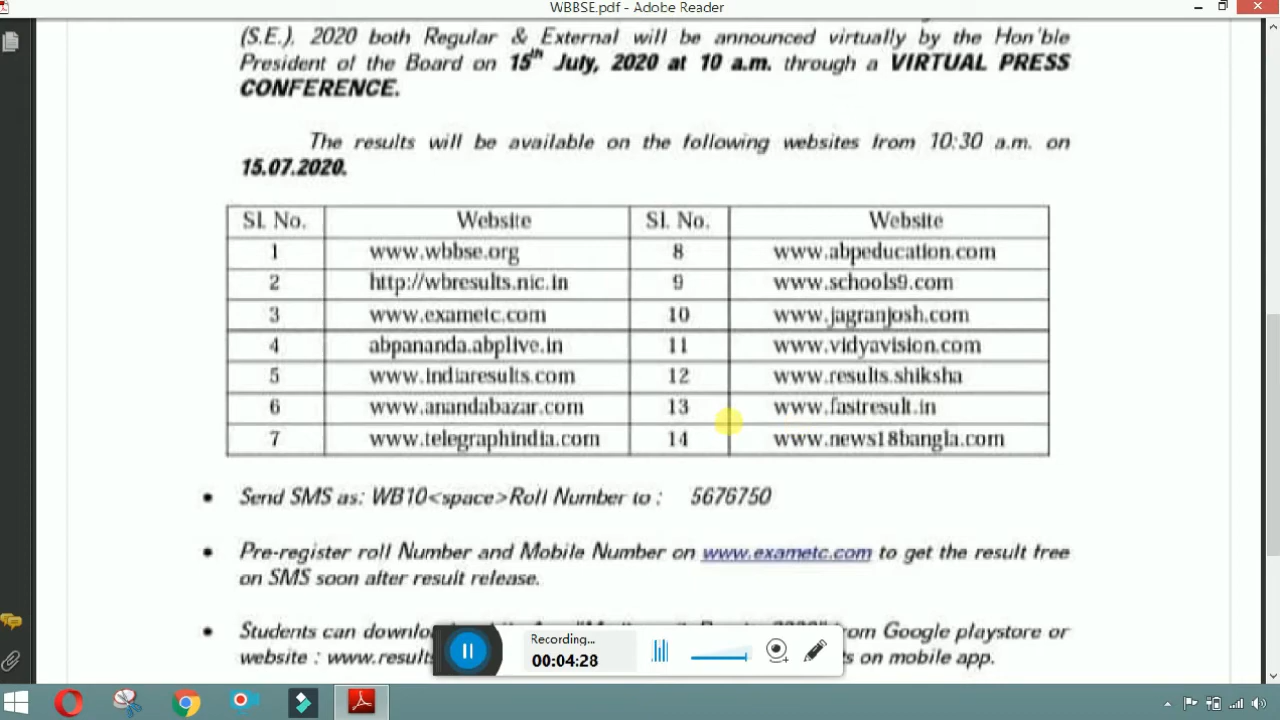 WBBSE.pdf - Adobe Reader
(S.E.), 2020 both Regular & External will be announced virtually by the Hon'ble
President of the Board on 15th July, 2020 at 10 a.m. through a VIRTUAL PRESS
CONFERENCE.
The results will be available on the following websites from 10:30 a.m. on
15.07.2020.
Sl. No. Website Sl. No. Website
1 www.wbbse.org 8 www.abpeducation.com
2 http://wbresults.nic.in 9 www.schools9.com
3 www.exametc.com 10 www.jagranjosh.com
4 abpananda.abplive.in 11 www.vidyavision.com
5 www.indiaresults.com 12 www.results.shiksha
6 www.anandabazar.com 13 www.fastresult.in
7 www.telegraphindia.com 14 www.news18bangla.com
• Send SMS as: WB10<space>Roll Number to : 5676750
• Pre-register roll Number and Mobile Number on www.exametc.com to get the result free
on SMS soon after result release.
• Students can from Google playstore or
website : on mobile app.
Recording...
00:04:28